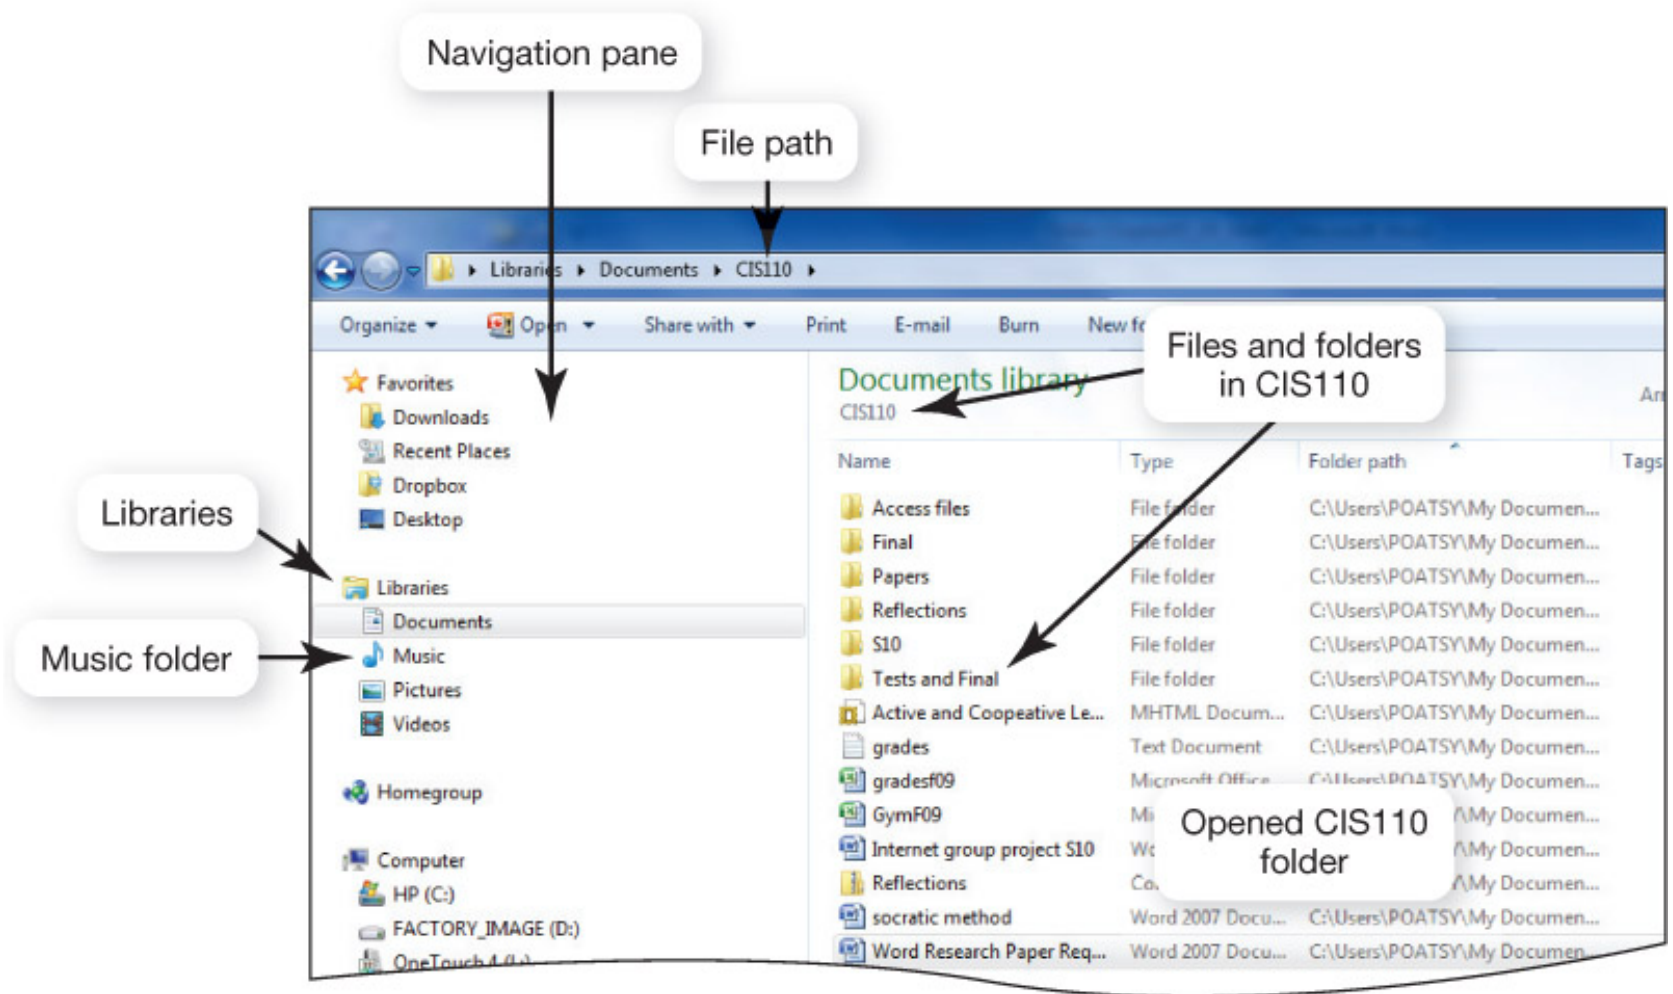 Navigation pane
File path
Libraries Documents CIS110
Organize Open Share with Print E-mail Burn
Files and folders
in CIS110
Favorites
Downloads
Recent Places
Dropbox
Desktop
Libraries
Libraries
Documents
Music folder
Music
Pictures
Videos
Homegroup
Computer
HP (C:)
FACTORY_IMAGE (D:)
OneTouch 4
Documents library
CIS110
Name Type Folder path Tags
Access files File folder C:\Users\POATSY\My Documen...
Final File folder C:\Users\POATSY\My Documen...
Papers File folder C:\Users\POATSY\My Documen...
Reflections File folder C:\Users\POATSY\My Documen...
S10 File folder C:\Users\POATSY\My Documen...
Tests and Final File folder C:\Users\POATSY\My Documen...
Active and Coopeative Le... MHTML Docum... C:\Users\POATSY\My Documen...
grades Text Document C:\Users\POATSY\My Documen...
gradesf09 Microsoft Office C:\Users\POATSY\My Documen...
GymF09 \My Documen...
Internet group project S10 \My Documen...
Reflections \My Documen...
socratic method Word 2007 Docu... C:\Users\POATSY\My Documen...
Word Research Paper Req... Word 2007 Docu... C:\Users\POATSY\My Documen...
Opened CIS110
folder